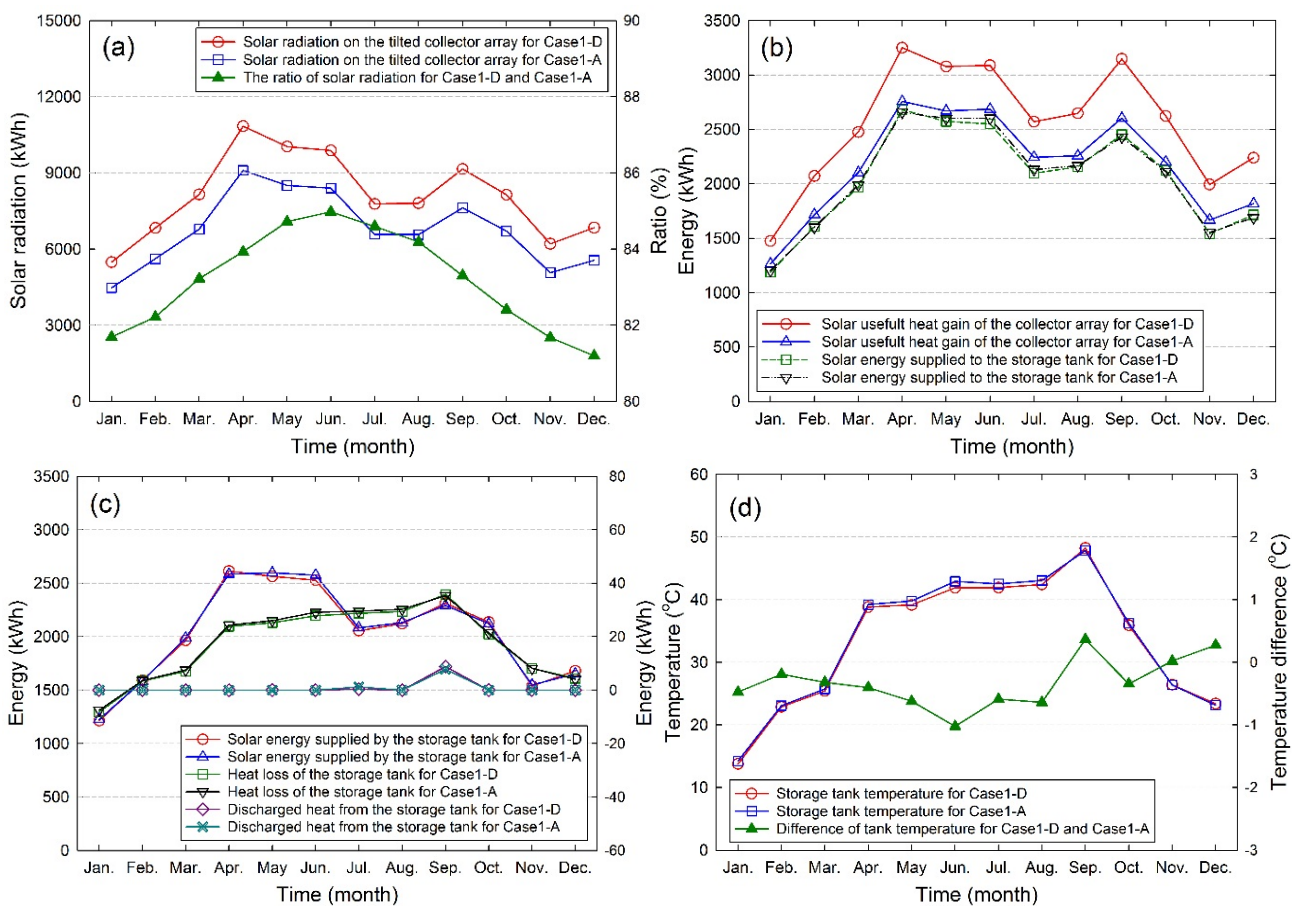 (a)
Solar radiation on the tilted collector array for Case1-D
Solar radiation on the tilted collector array for Case1-A
The ratio of solar radiation for Case1-D and Case1-A
15000
12000
9000
6000
3000
0
Solar radiation (kWh)
90
88
86
84
82
80
Ratio (%)
Jan. Feb. Mar. Apr. May Jun. Jul. Aug. Sep. Oct. Nov. Dec.
Time (month)
(b)
3500
3000
2500
2000
1500
1000
500
0
Energy (kWh)
Solar usefult heat gain of the collector array for Case1-D
Solar usefult heat gain of the collector array for Case1-A
Solar energy supplied to the storage tank for Case1-D
Solar energy supplied to the storage tank for Case1-A
Jan. Feb. Mar. Apr. May Jun. Jul. Aug. Sep. Oct. Nov. Dec.
Time (month)
(c)
3500
3000
2500
2000
1500
1000
500
0
Energy (kWh)
80
60
40
20
0
-20
-40
-60
Energy (kWh)
Solar energy supplied by the storage tank for Case1-D
Solar energy supplied by the storage tank for Case1-A
Heat loss of the storage tank for Case1-D
Heat loss of the storage tank for Case1-A
Discharged heat from the storage tank for Case1-D
Discharged heat from the storage tank for Case1-A
Jan. Feb. Mar. Apr. May Jun. Jul. Aug. Sep. Oct. Nov. Dec.
Time (month)
(d)
60
50
40
30
20
10
0
Temperature (°C)
3
2
1
0
-1
-2
-3
Temperature difference (°C)
Storage tank temperature for Case1-D
Storage tank temperature for Case1-A
Difference of tank temperature for Case1-D and Case1-A
Jan. Feb. Mar. Apr. May Jun. Jul. Aug. Sep. Oct. Nov. Dec.
Time (month)